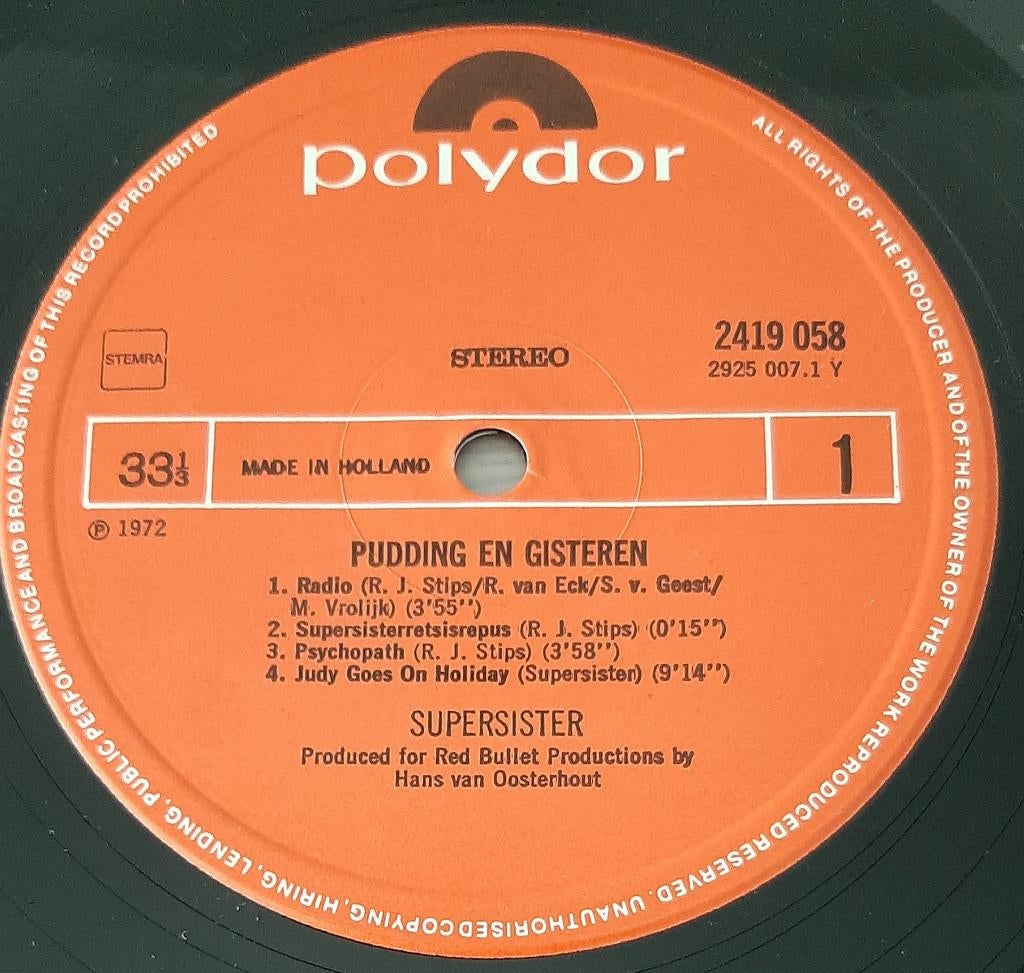 polydor
STEMRA
STEREO
2419 058
2925 007.1 Y
33⅓
MADE IN HOLLAND
1
℗ 1972
PUDDING EN GISTEREN
1. Radio (R. J. Stips/R. van Eck/S. v. Geest/
M. Vrolijk) (3'55'')
2. Supersisterretsisrepus (R. J. Stips) (0'15'')
3. Psychopath (R. J. Stips) (3'58'')
4. Judy Goes On Holiday (Supersister) (9'14'')
SUPERSISTER
Produced for Red Bullet Productions by
Hans van Oosterhout
ALL RIGHTS OF THE PRODUCER AND OF THE OWNER OF THE WORK REPRODUCED RESERVED. UNAUTHORISED COPYING, HIRING, LENDING, PUBLIC PERFORMANCE AND BROADCASTING OF THIS RECORD PROHIBITED